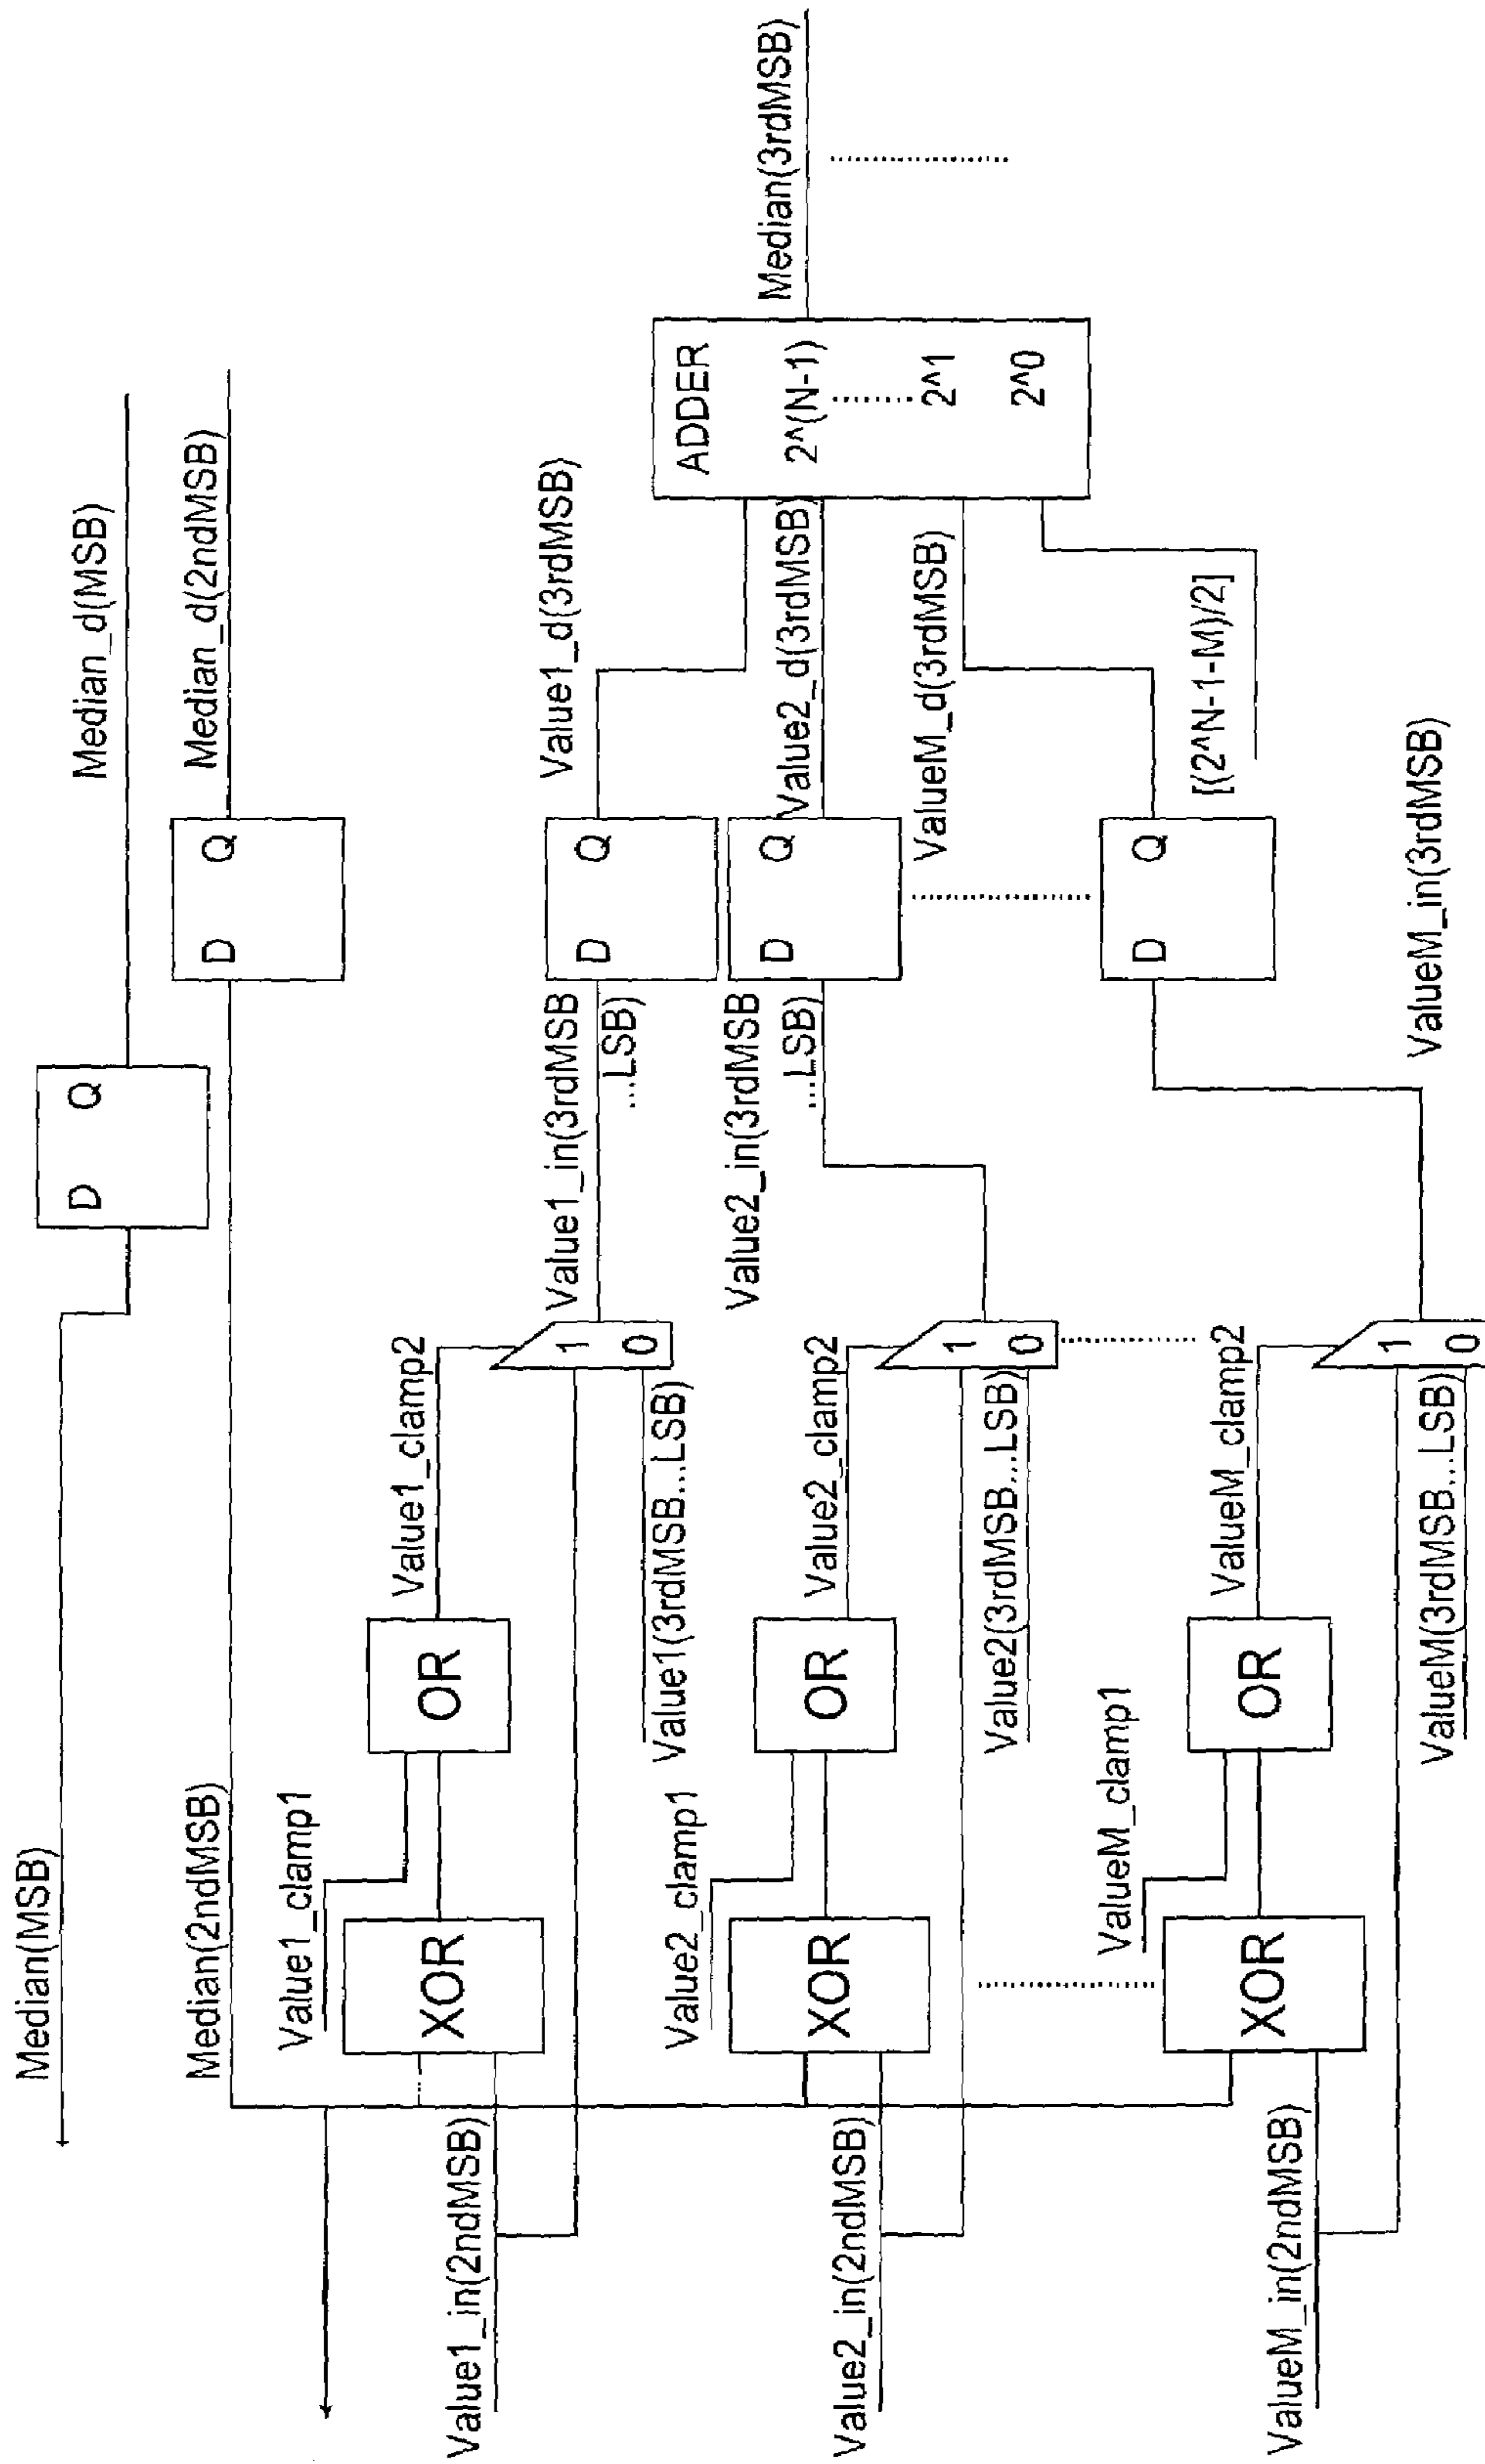 Median(MSB)
D Q
Median_d(MSB)
Median(2ndMSB)
D Q
Median_d(2ndMSB)
Value1_in(2ndMSB)
Value1_clamp1
XOR
OR
Value1_clamp2
1
0
Value1(3rdMSB...LSB)
Value1_in(3rdMSB
...LSB)
D Q
Value1_d(3rdMSB)
Value2_in(2ndMSB)
Value2_clamp1
XOR
OR
Value2_clamp2
1
0
Value2(3rdMSB...LSB)
Value2_in(3rdMSB
...LSB)
D Q
Value2_d(3rdMSB)
ValueM_in(2ndMSB)
ValueM_clamp1
XOR
OR
ValueM_clamp2
1
0
ValueM(3rdMSB...LSB)
ValueM_in(3rdMSB)
D Q
ValueM_d(3rdMSB)
[(2^N-1-M)/2]
ADDER
2^(N-1)
2^1
2^0
Median(3rdMSB)